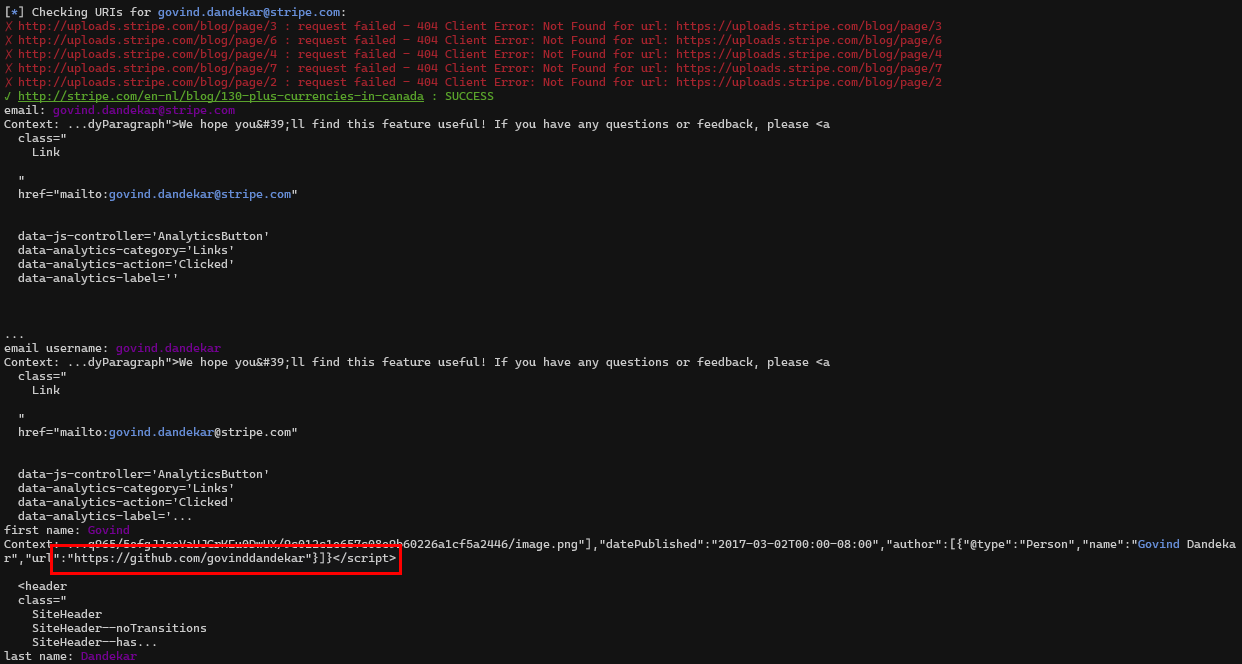 [*] Checking URIs for govind.dandekar@stripe.com:
X http://uploads.stripe.com/blog/page/3 : request failed - 404 Client Error: Not Found for url: https://uploads.stripe.com/blog/page/3
X http://uploads.stripe.com/blog/page/6 : request failed - 404 Client Error: Not Found for url: https://uploads.stripe.com/blog/page/6
X http://uploads.stripe.com/blog/page/4 : request failed - 404 Client Error: Not Found for url: https://uploads.stripe.com/blog/page/4
X http://uploads.stripe.com/blog/page/7 : request failed - 404 Client Error: Not Found for url: https://uploads.stripe.com/blog/page/7
X http://uploads.stripe.com/blog/page/2 : request failed - 404 Client Error: Not Found for url: https://uploads.stripe.com/blog/page/2
√ http://stripe.com/en-nl/blog/130-plus-currencies-in-canada : SUCCESS
email: govind.dandekar@stripe.com
Context: ...dyParagraph">We hope you&#39;ll find this feature useful! If you have any questions or feedback, please <a
class="
Link
"
href="mailto:govind.dandekar@stripe.com"
data-js-controller='AnalyticsButton'
data-analytics-category='Links'
data-analytics-action='Clicked'
data-analytics-label=''
...
email username: govind.dandekar
Context: ...dyParagraph">We hope you&#39;ll find this feature useful! If you have any questions or feedback, please <a
class="
Link
"
href="mailto:govind.dandekar@stripe.com"
data-js-controller='AnalyticsButton'
data-analytics-category='Links'
data-analytics-action='Clicked'
data-analytics-label='...
first name: Govind
Context: /image.png"],"datePublished":"2017-03-02T00:00-08:00","author":[{"@type":"Person","name":"Govind Dandeka
r","url":"https://github.com/govinddandekar"}]}</script>
<header
class="
SiteHeader
SiteHeader--noTransitions
SiteHeader--has...
last name: Dandekar